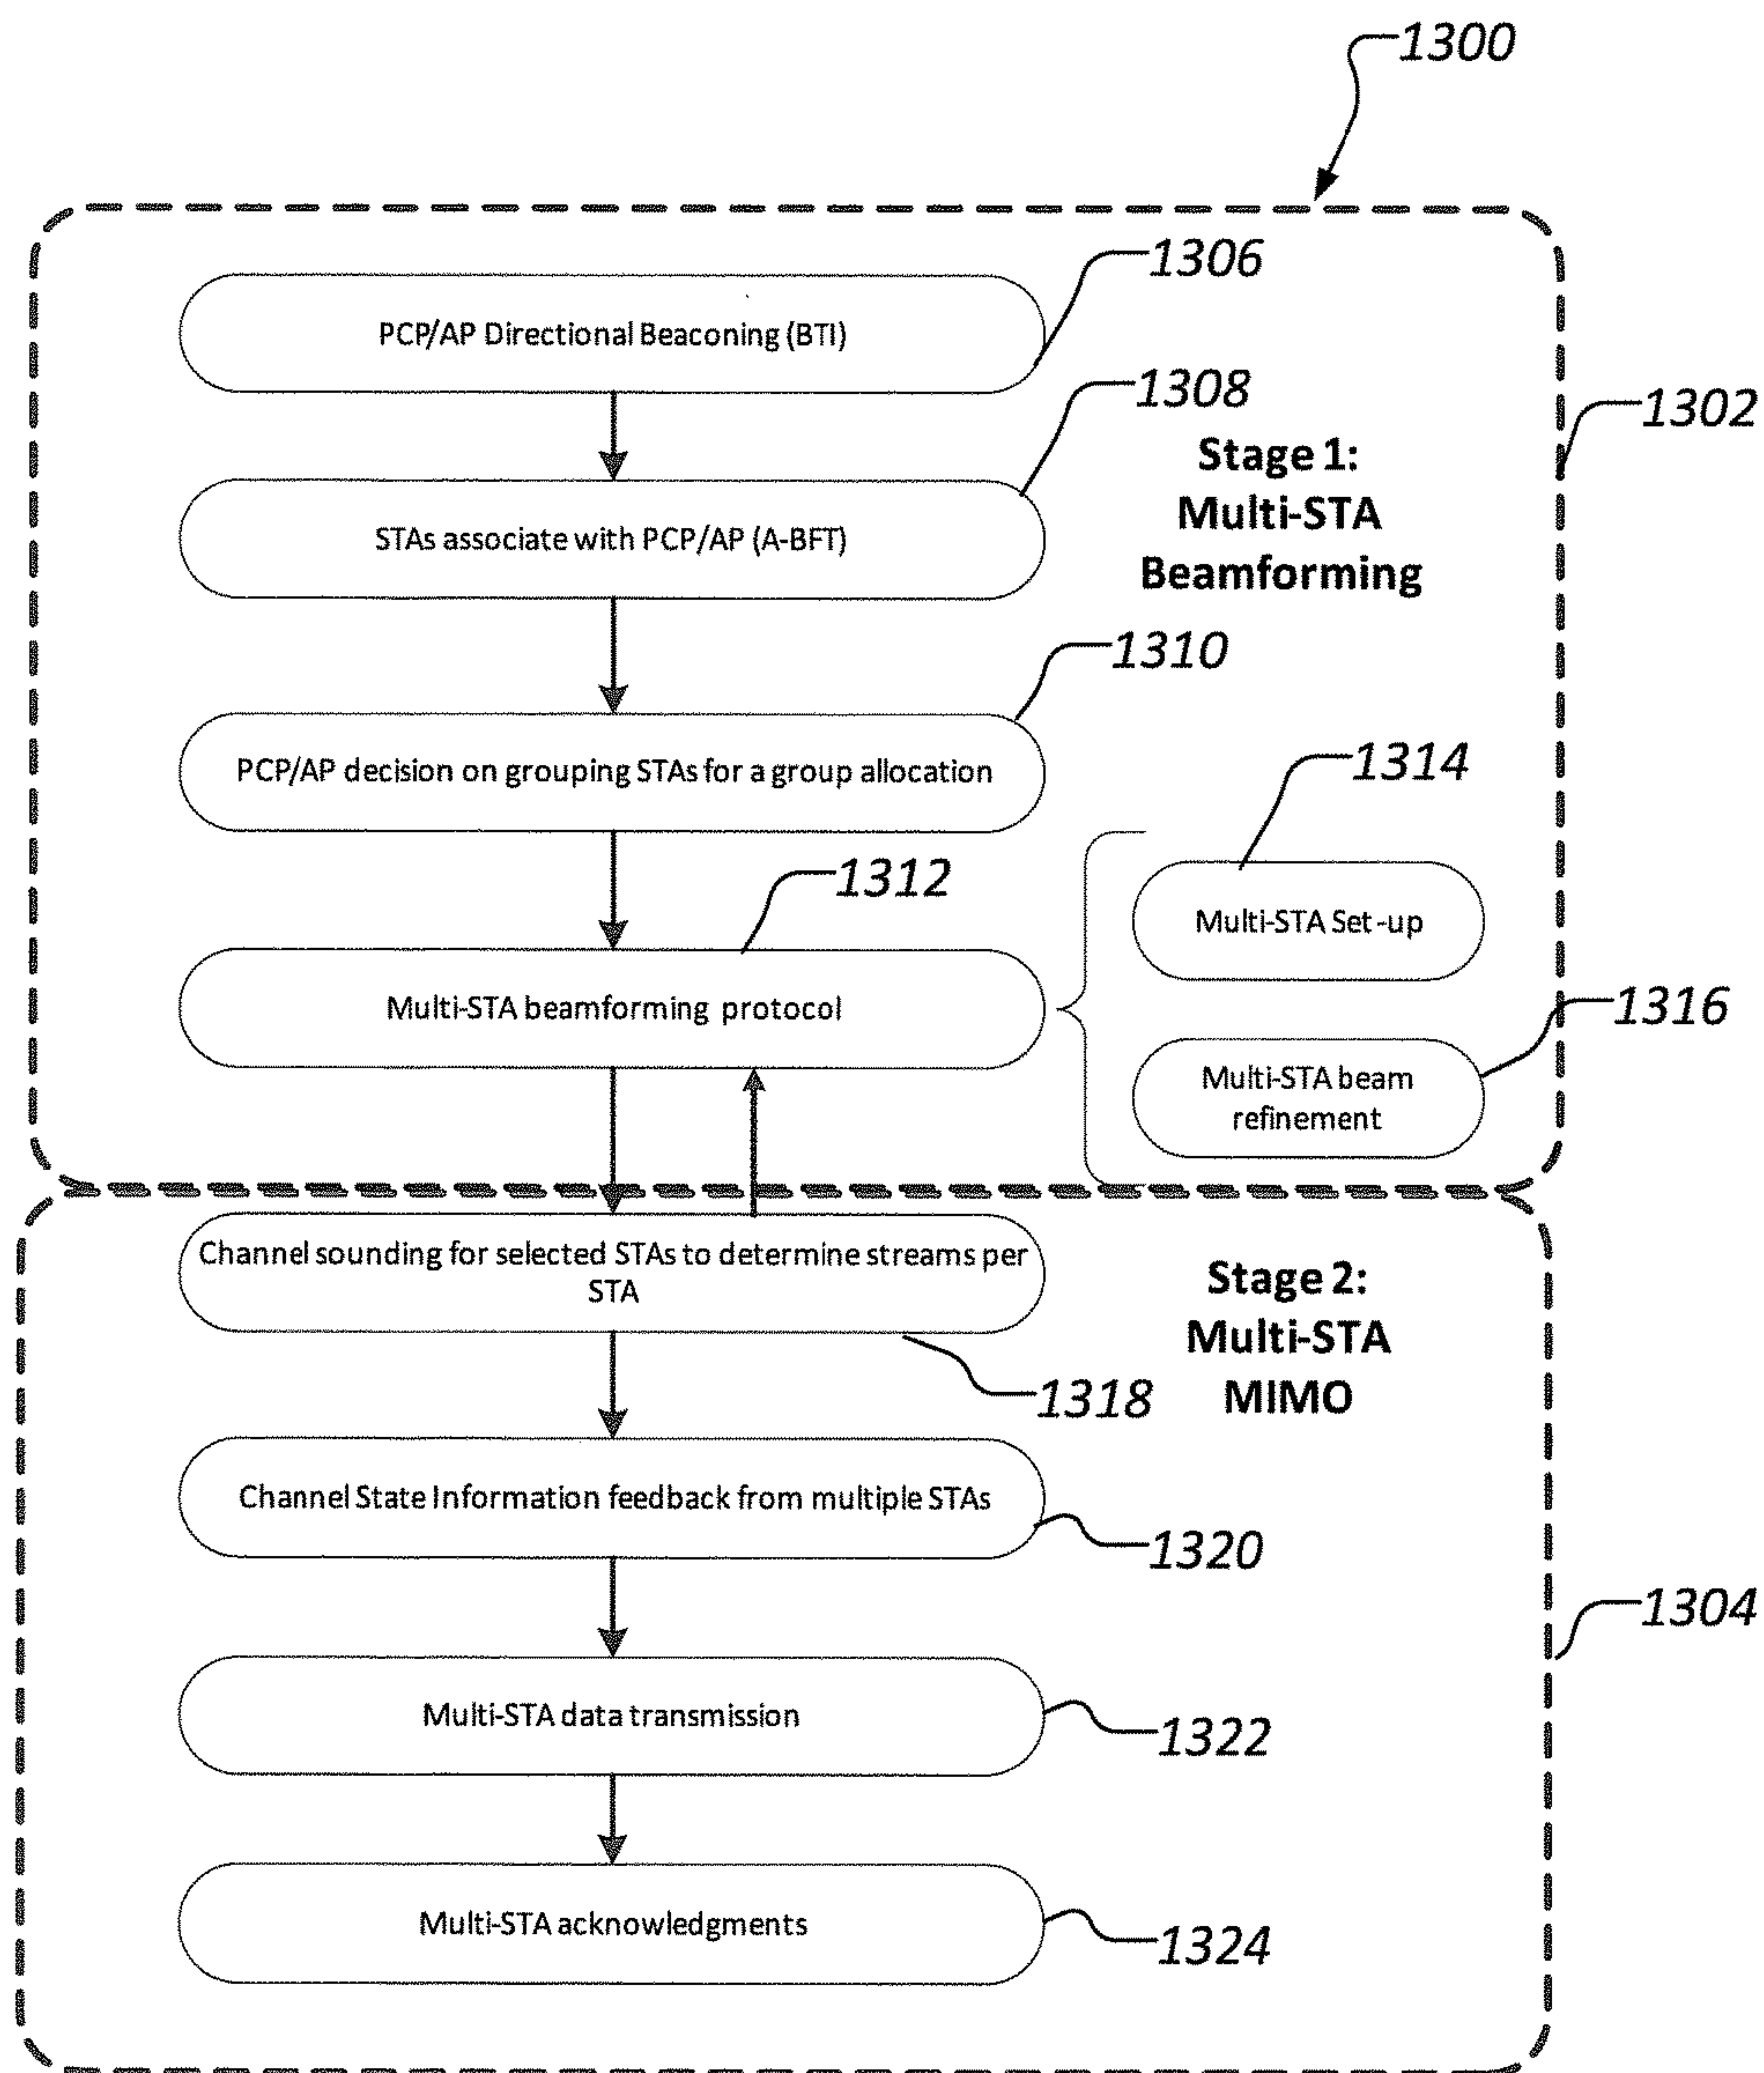 1300
1306
PCP/AP Directional Beaconing (BTI)
1308
1302
Stage 1:
Multi-STA
Beamforming
STAs associate with PCP/AP (A-BFT)
1310
PCP/AP decision on grouping STAs for a group allocation
1314
1312
Multi-STA Set-up
Multi-STA beamforming protocol
1316
Multi-STA beam
refinement
Channel sounding for selected STAs to determine streams per
STA
Stage 2:
Multi-STA
MIMO
1318
Channel State Information feedback from multiple STAs
1320
1304
Multi-STA data transmission
1322
Multi-STA acknowledgments
1324